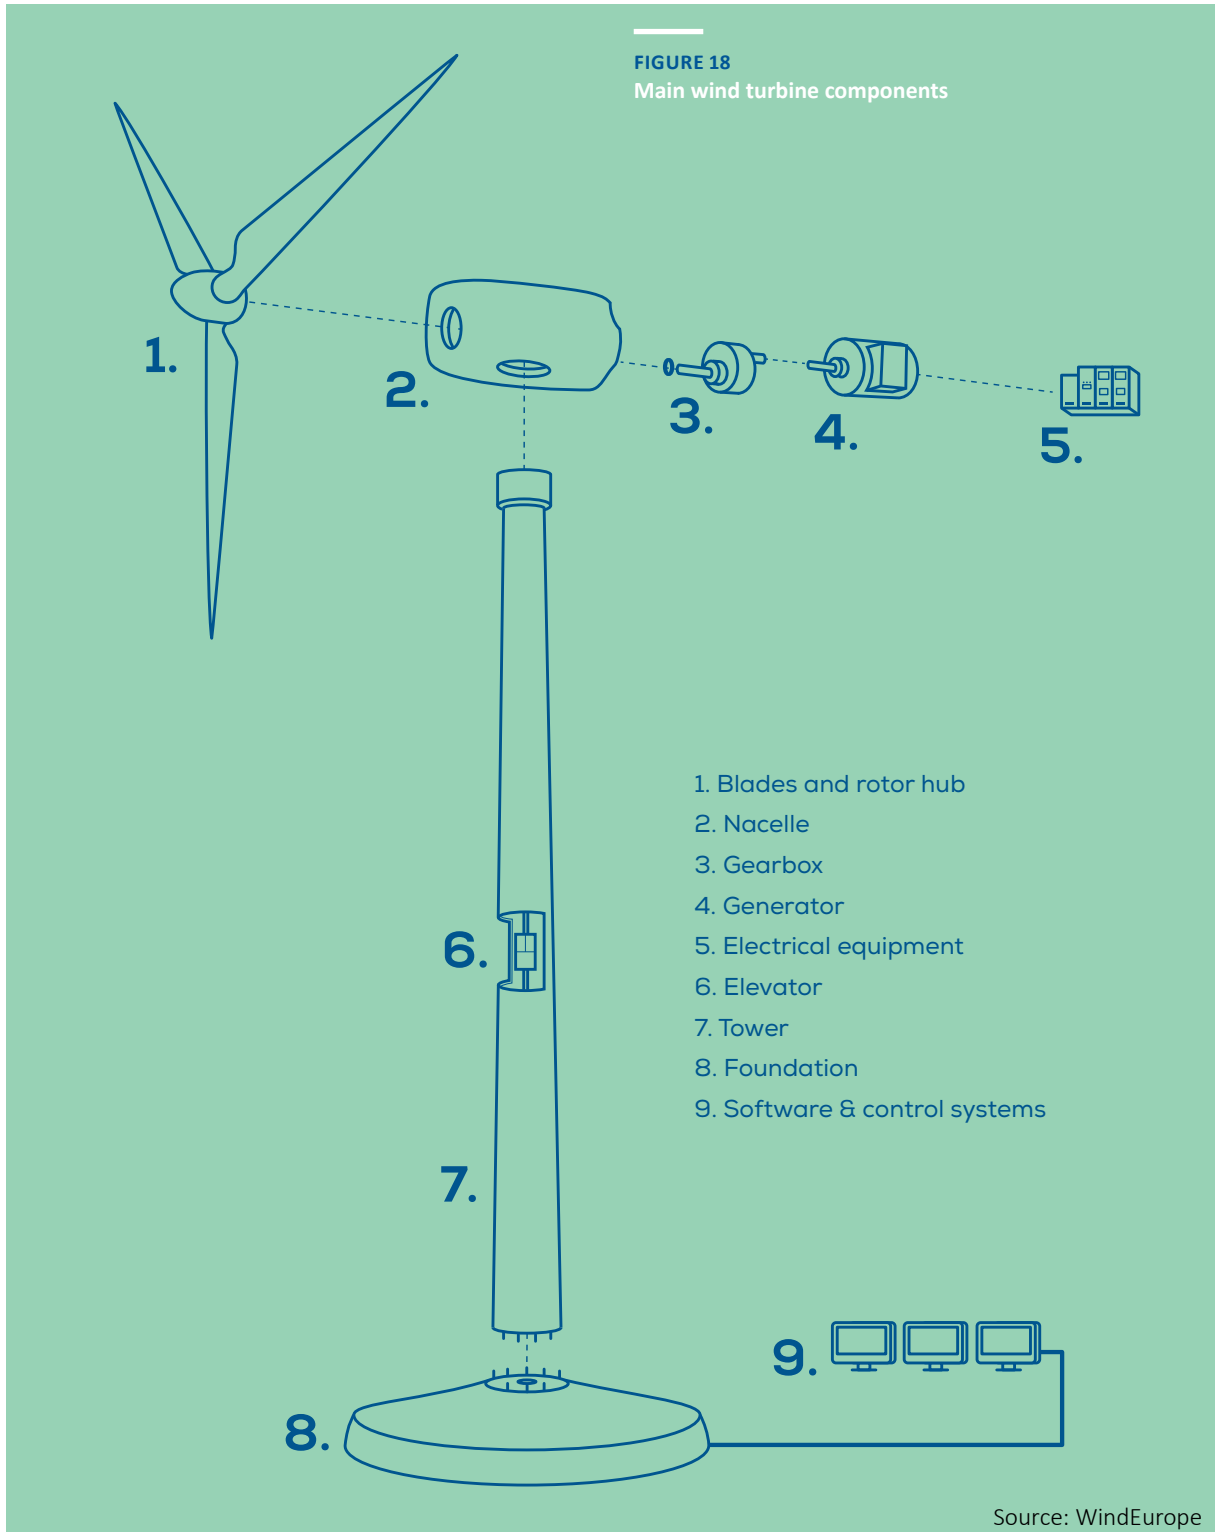 FIGURE 18
Main wind turbine components
1.
2.
3.
4.
5.
1. Blades and rotor hub
2. Nacelle
3. Gearbox
4. Generator
5. Electrical equipment
6. Elevator
7. Tower
8. Foundation
9. Software & control systems
6.
7.
9.
8.
Source: WindEurope